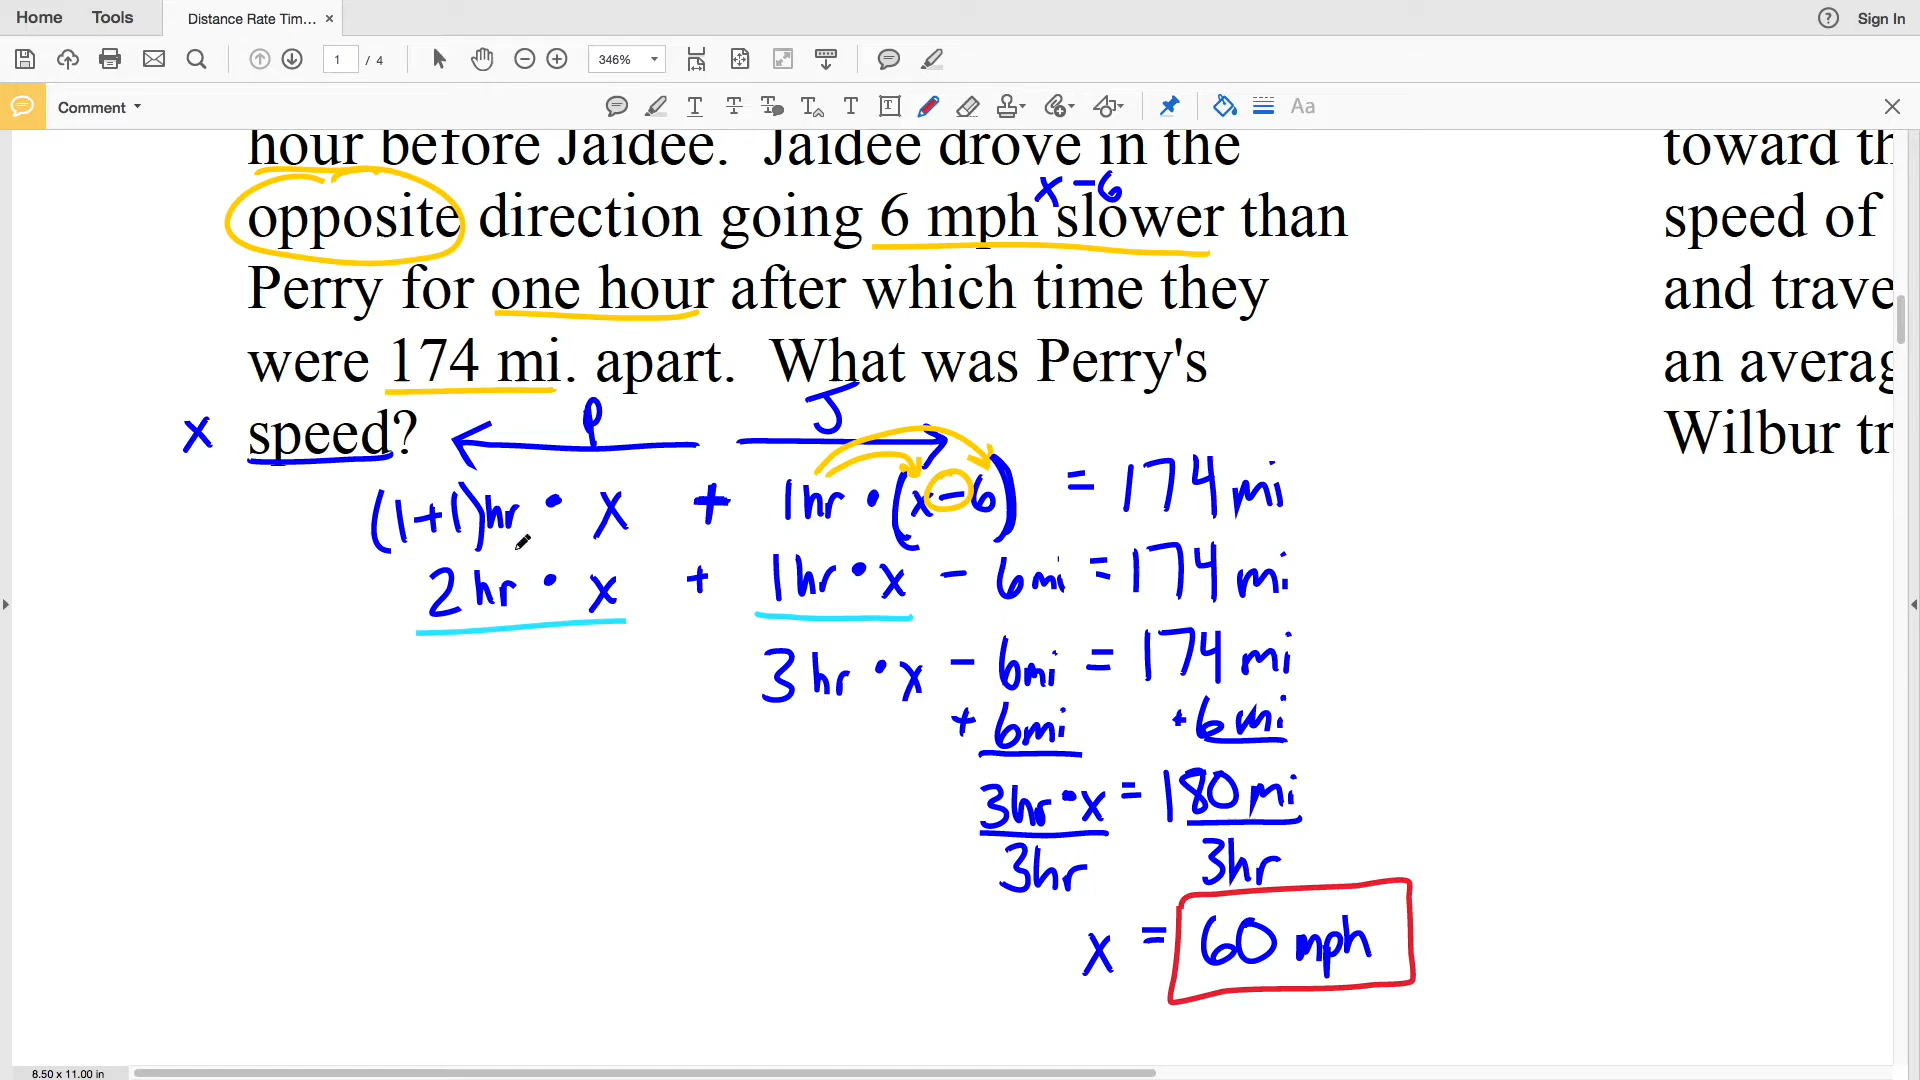 Home Tools Distance Rate Tim... × Sign In
1 / 4 346%
Comment Aa
hour before Jaidee. Jaidee drove in the
x - 6
opposite direction going 6 mph slower than
Perry for one hour after which time they
were 174 mi. apart. What was Perry's
x speed? P J
(1+1)hr · x + 1hr · (x - 6) = 174 mi
2 hr · x + 1hr · x - 6mi = 174 mi
3 hr · x - 6mi = 174 mi
+ 6mi + 6mi
3hr · x = 180 mi
3hr 3hr
x = 60 mph
toward th
speed of
and trave
an averag
Wilbur tr
8.50 x 11.00 in